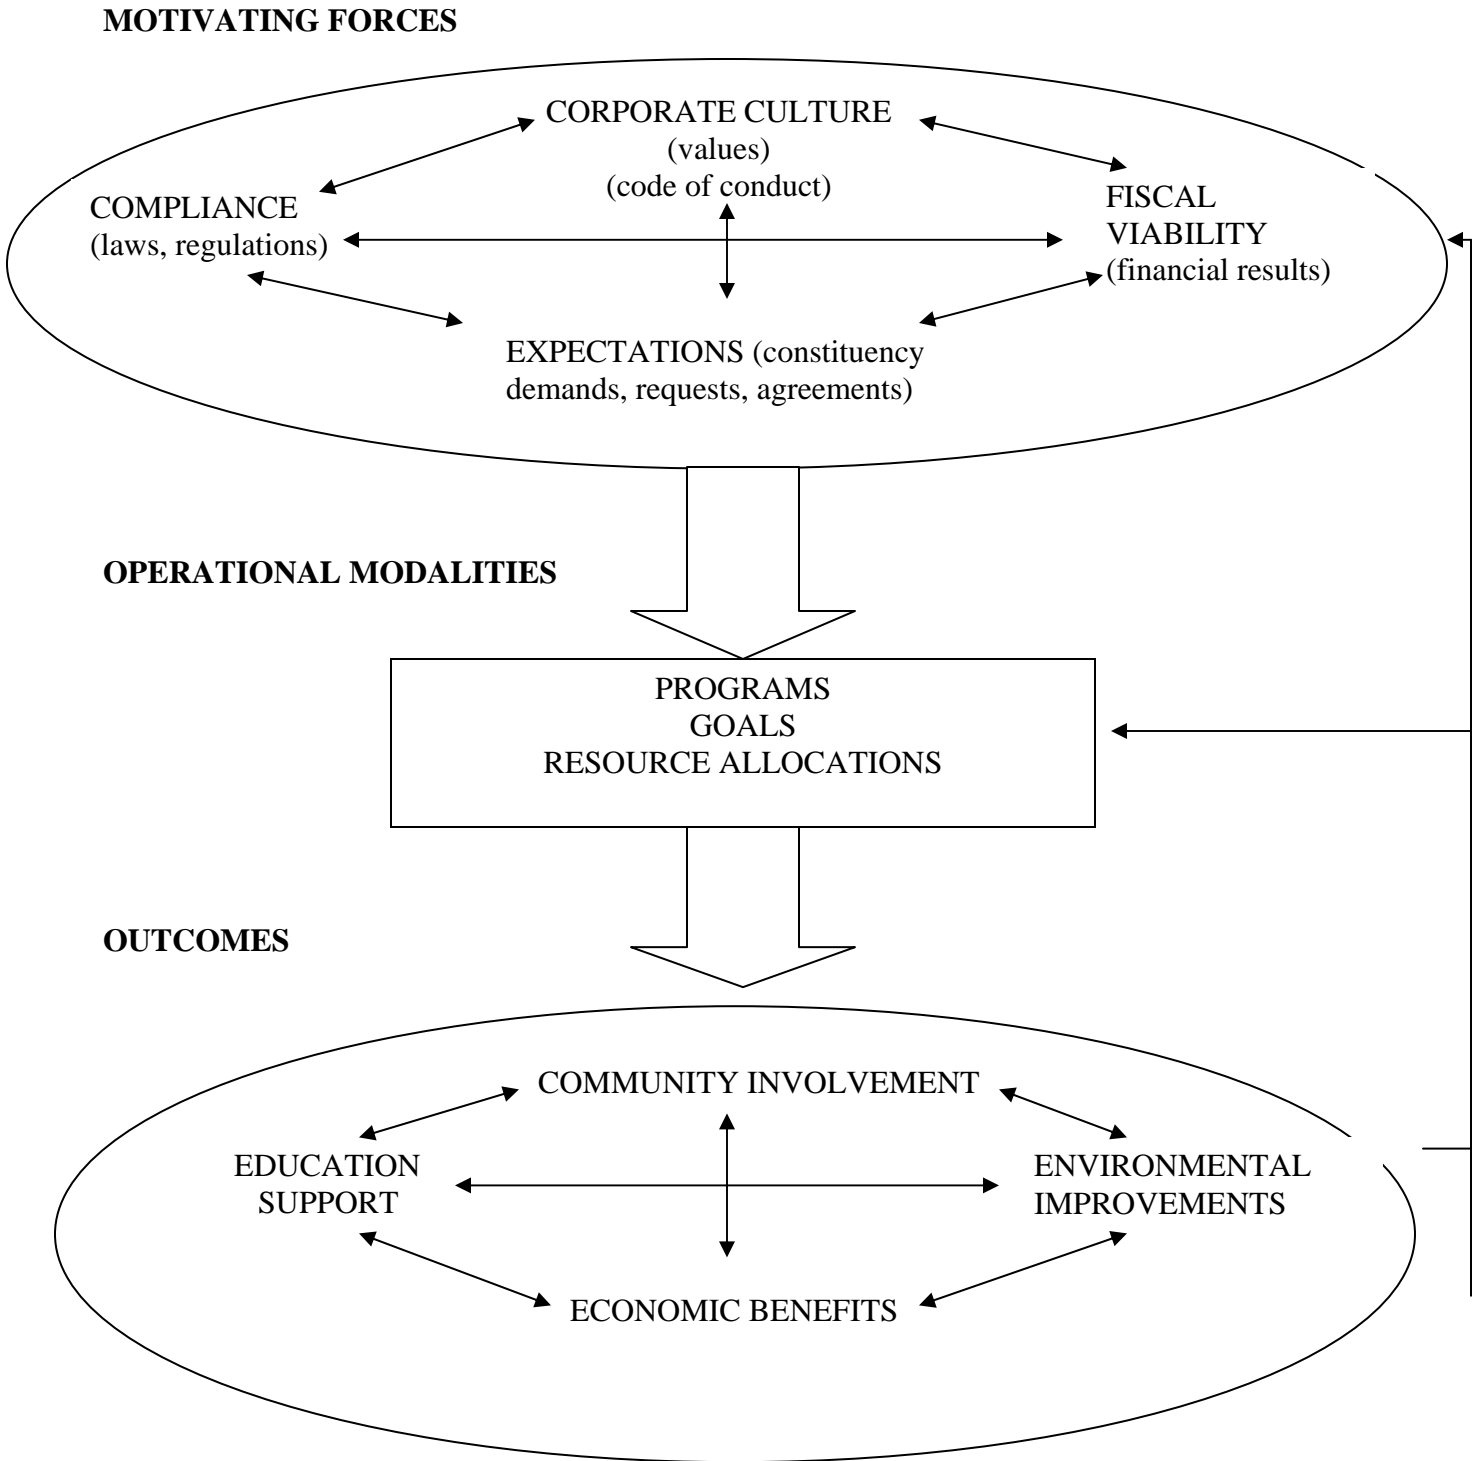 MOTIVATING FORCES
CORPORATE CULTURE
(values)
(code of conduct)
COMPLIANCE
(laws, regulations)
FISCAL
VIABILITY
(financial results)
EXPECTATIONS (constituency
demands, requests, agreements)
OPERATIONAL MODALITIES
PROGRAMS
GOALS
RESOURCE ALLOCATIONS
OUTCOMES
COMMUNITY INVOLVEMENT
EDUCATION
SUPPORT
ENVIRONMENTAL
IMPROVEMENTS
ECONOMIC BENEFITS